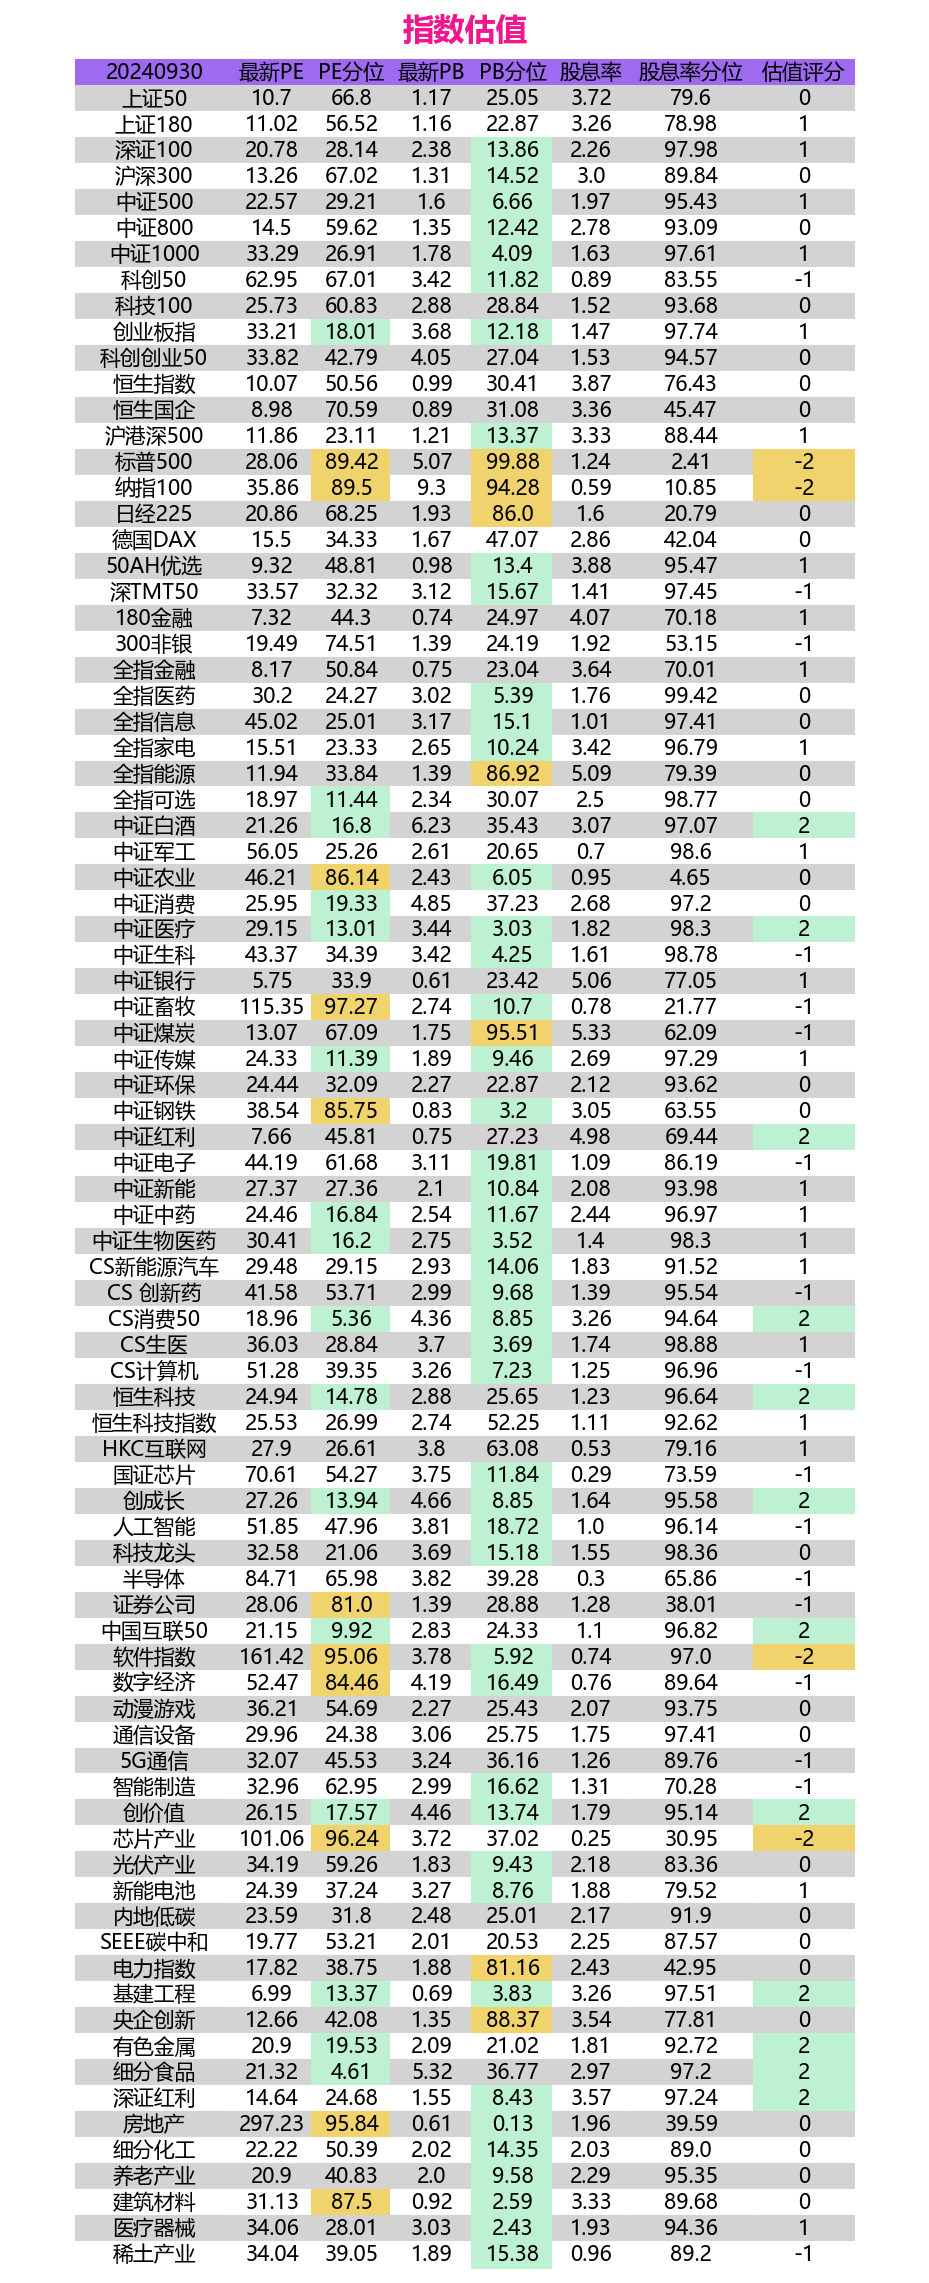 指数估值
20240930 最新PE PE分位 最新PB PB分位 股息率 股息率分位 估值评分
上证50 10.7 66.8 1.17 25.05 3.72 79.6 0
上证180 11.02 56.52 1.16 22.87 3.26 78.98 1
深证100 20.78 28.14 2.38 13.86 2.26 97.98 1
沪深300 13.26 67.02 1.31 14.52 3.0 89.84 0
中证500 22.57 29.21 1.6 6.66 1.97 95.43 1
中证800 14.5 59.62 1.35 12.42 2.78 93.09 0
中证1000 33.29 26.91 1.78 4.09 1.63 97.61 1
科创50 62.95 67.01 3.42 11.82 0.89 83.55 -1
科技100 25.73 60.83 2.88 28.84 1.52 93.68 0
创业板指 33.21 18.01 3.68 12.18 1.47 97.74 1
科创创业50 33.82 42.79 4.05 27.04 1.53 94.57 0
恒生指数 10.07 50.56 0.99 30.41 3.87 76.43 0
恒生国企 8.98 70.59 0.89 31.08 3.36 45.47 0
沪港深500 11.86 23.11 1.21 13.37 3.33 88.44 1
标普500 28.06 89.42 5.07 99.88 1.24 2.41 -2
纳指100 35.86 89.5 9.3 94.28 0.59 10.85 -2
日经225 20.86 68.25 1.93 86.0 1.6 20.79 0
德国DAX 15.5 34.33 1.67 47.07 2.86 42.04 0
50AH优选 9.32 48.81 0.98 13.4 3.88 95.47 1
深TMT50 33.57 32.32 3.12 15.67 1.41 97.45 -1
180金融 7.32 44.3 0.74 24.97 4.07 70.18 1
300非银 19.49 74.51 1.39 24.19 1.92 53.15 -1
全指金融 8.17 50.84 0.75 23.04 3.64 70.01 1
全指医药 30.2 24.27 3.02 5.39 1.76 99.42 0
全指信息 45.02 25.01 3.17 15.1 1.01 97.41 0
全指家电 15.51 23.33 2.65 10.24 3.42 96.79 1
全指能源 11.94 33.84 1.39 86.92 5.09 79.39 0
全指可选 18.97 11.44 2.34 30.07 2.5 98.77 0
中证白酒 21.26 16.8 6.23 35.43 3.07 97.07 2
中证军工 56.05 25.26 2.61 20.65 0.7 98.6 1
中证农业 46.21 86.14 2.43 6.05 0.95 4.65 0
中证消费 25.95 19.33 4.85 37.23 2.68 97.2 0
中证医疗 29.15 13.01 3.44 3.03 1.82 98.3 2
中证生科 43.37 34.39 3.42 4.25 1.61 98.78 -1
中证银行 5.75 33.9 0.61 23.42 5.06 77.05 1
中证畜牧 115.35 97.27 2.74 10.7 0.78 21.77 -1
中证煤炭 13.07 67.09 1.75 95.51 5.33 62.09 -1
中证传媒 24.33 11.39 1.89 9.46 2.69 97.29 1
中证环保 24.44 32.09 2.27 22.87 2.12 93.62 0
中证钢铁 38.54 85.75 0.83 3.2 3.05 63.55 0
中证红利 7.66 45.81 0.75 27.23 4.98 69.44 2
中证电子 44.19 61.68 3.11 19.81 1.09 86.19 -1
中证新能 27.37 27.36 2.1 10.84 2.08 93.98 1
中证中药 24.46 16.84 2.54 11.67 2.44 96.97 1
中证生物医药 30.41 16.2 2.75 3.52 1.4 98.3 1
CS新能源汽车 29.48 29.15 2.93 14.06 1.83 91.52 1
CS 创新药 41.58 53.71 2.99 9.68 1.39 95.54 -1
CS消费50 18.96 5.36 4.36 8.85 3.26 94.64 2
CS生医 36.03 28.84 3.7 3.69 1.74 98.88 1
CS计算机 51.28 39.35 3.26 7.23 1.25 96.96 -1
恒生科技 24.94 14.78 2.88 25.65 1.23 96.64 2
恒生科技指数 25.53 26.99 2.74 52.25 1.11 92.62 1
HKC互联网 27.9 26.61 3.8 63.08 0.53 79.16 1
国证芯片 70.61 54.27 3.75 11.84 0.29 73.59 -1
创成长 27.26 13.94 4.66 8.85 1.64 95.58 2
人工智能 51.85 47.96 3.81 18.72 1.0 96.14 -1
科技龙头 32.58 21.06 3.69 15.18 1.55 98.36 0
半导体 84.71 65.98 3.82 39.28 0.3 65.86 -1
证券公司 28.06 81.0 1.39 28.88 1.28 38.01 -1
中国互联50 21.15 9.92 2.83 24.33 1.1 96.82 2
软件指数 161.42 95.06 3.78 5.92 0.74 97.0 -2
数字经济 52.47 84.46 4.19 16.49 0.76 89.64 -1
动漫游戏 36.21 54.69 2.27 25.43 2.07 93.75 0
通信设备 29.96 24.38 3.06 25.75 1.75 97.41 0
5G通信 32.07 45.53 3.24 36.16 1.26 89.76 -1
智能制造 32.96 62.95 2.99 16.62 1.31 70.28 -1
创价值 26.15 17.57 4.46 13.74 1.79 95.14 2
芯片产业 101.06 96.24 3.72 37.02 0.25 30.95 -2
光伏产业 34.19 59.26 1.83 9.43 2.18 83.36 0
新能电池 24.39 37.24 3.27 8.76 1.88 79.52 1
内地低碳 23.59 31.8 2.48 25.01 2.17 91.9 0
SEEE碳中和 19.77 53.21 2.01 20.53 2.25 87.57 0
电力指数 17.82 38.75 1.88 81.16 2.43 42.95 0
基建工程 6.99 13.37 0.69 3.83 3.26 97.51 2
央企创新 12.66 42.08 1.35 88.37 3.54 77.81 0
有色金属 20.9 19.53 2.09 21.02 1.81 92.72 2
细分食品 21.32 4.61 5.32 36.77 2.97 97.2 2
深证红利 14.64 24.68 1.55 8.43 3.57 97.24 2
房地产 297.23 95.84 0.61 0.13 1.96 39.59 0
细分化工 22.22 50.39 2.02 14.35 2.03 89.0 0
养老产业 20.9 40.83 2.0 9.58 2.29 95.35 0
建筑材料 31.13 87.5 0.92 2.59 3.33 89.68 0
医疗器械 34.06 28.01 3.03 2.43 1.93 94.36 1
稀土产业 34.04 39.05 1.89 15.38 0.96 89.2 -1